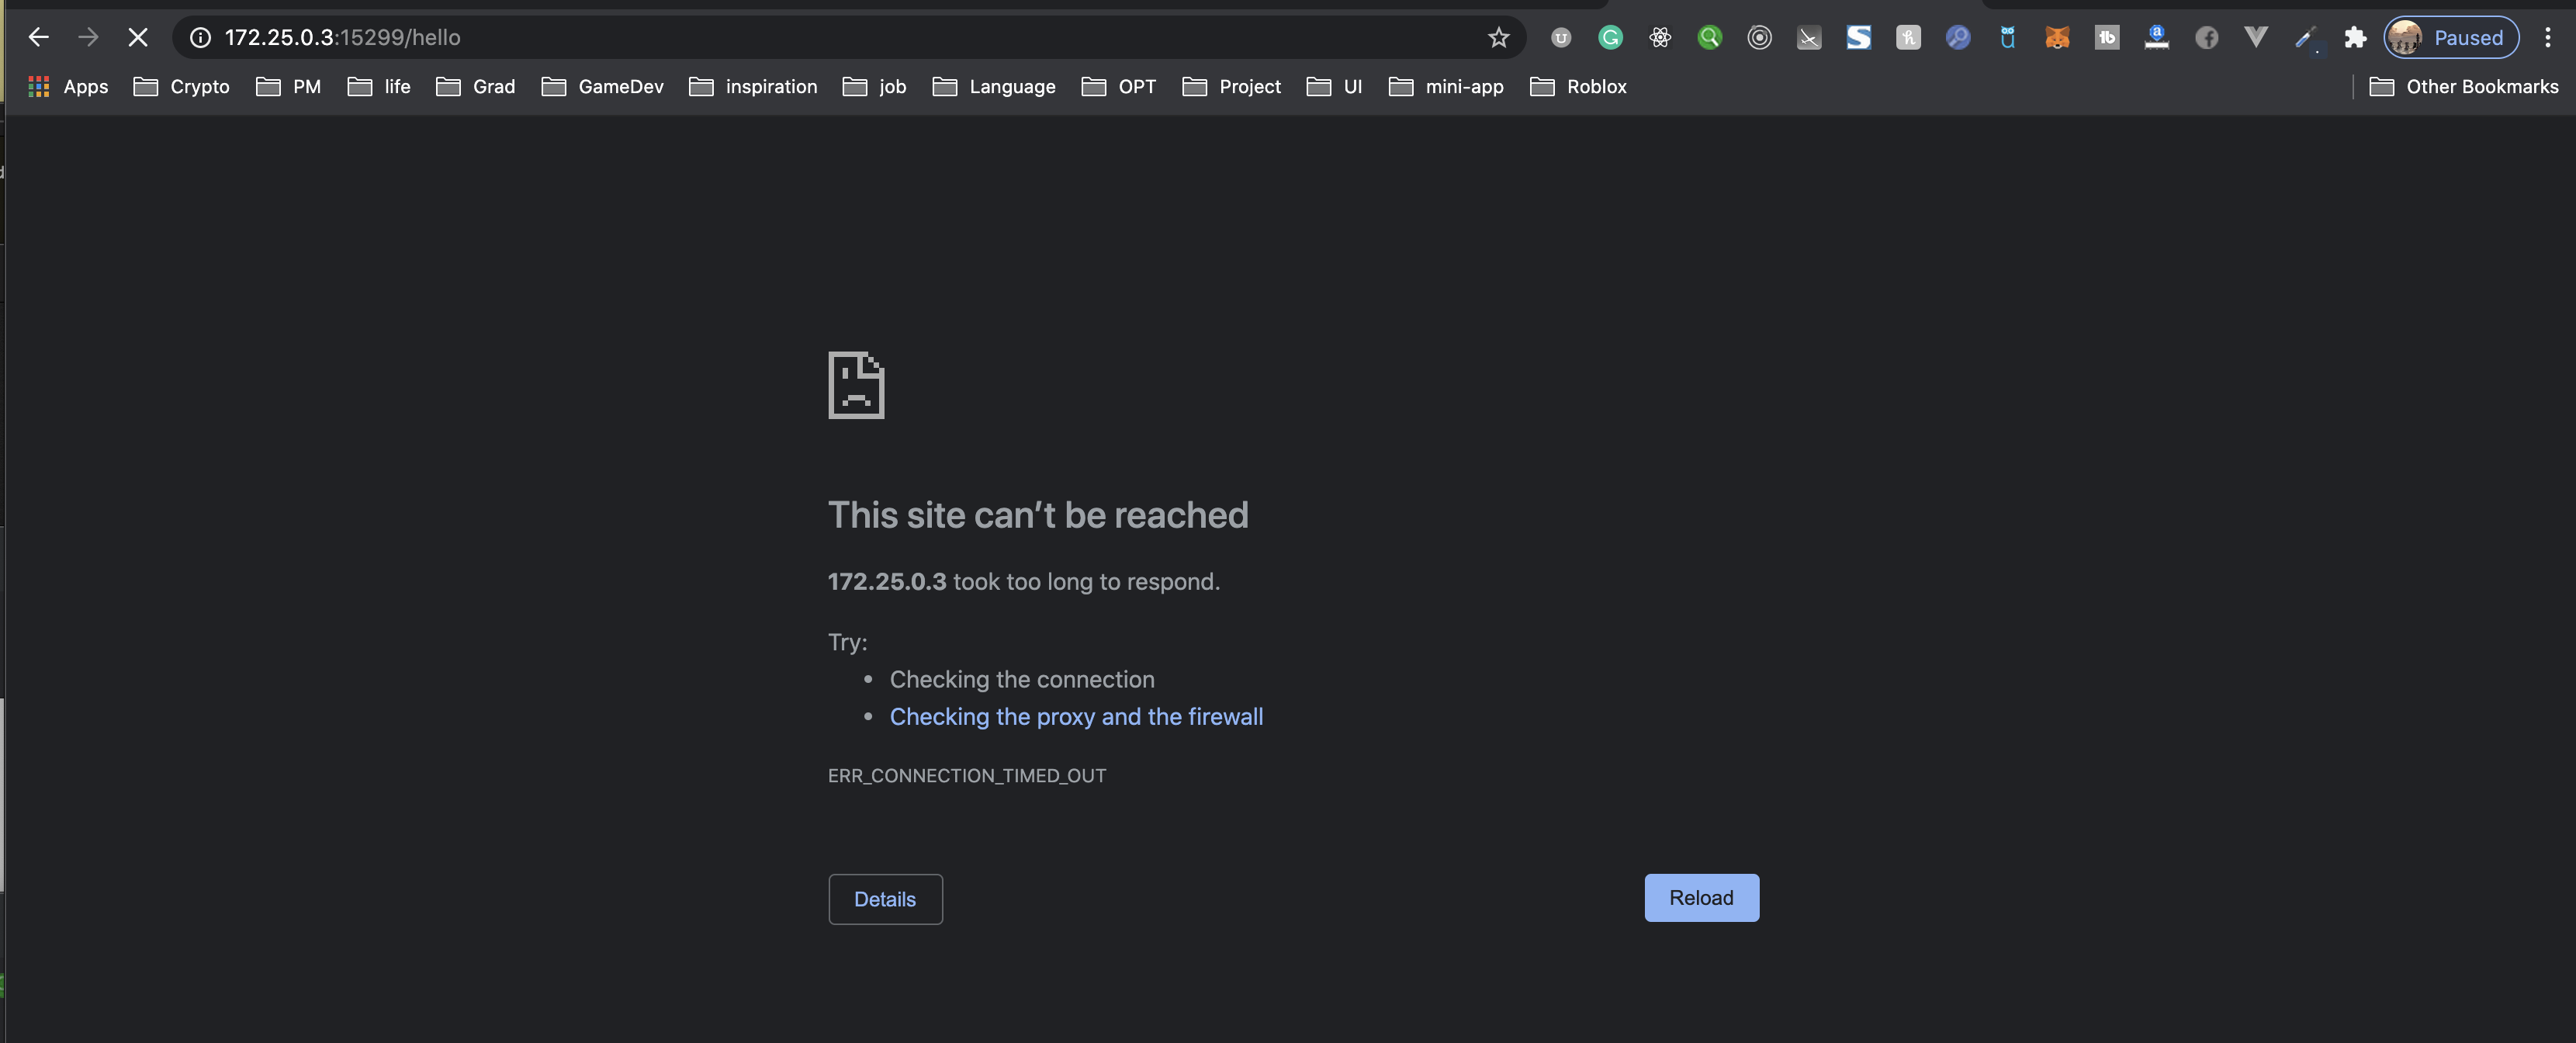 172.25.0.3:15299/hello
Paused
Apps Crypto PM life Grad GameDev inspiration job Language OPT Project UI mini-app Roblox Other Bookmarks
This site can’t be reached
172.25.0.3 took too long to respond.
Try:
• Checking the connection
• Checking the proxy and the firewall
ERR_CONNECTION_TIMED_OUT
Details
Reload